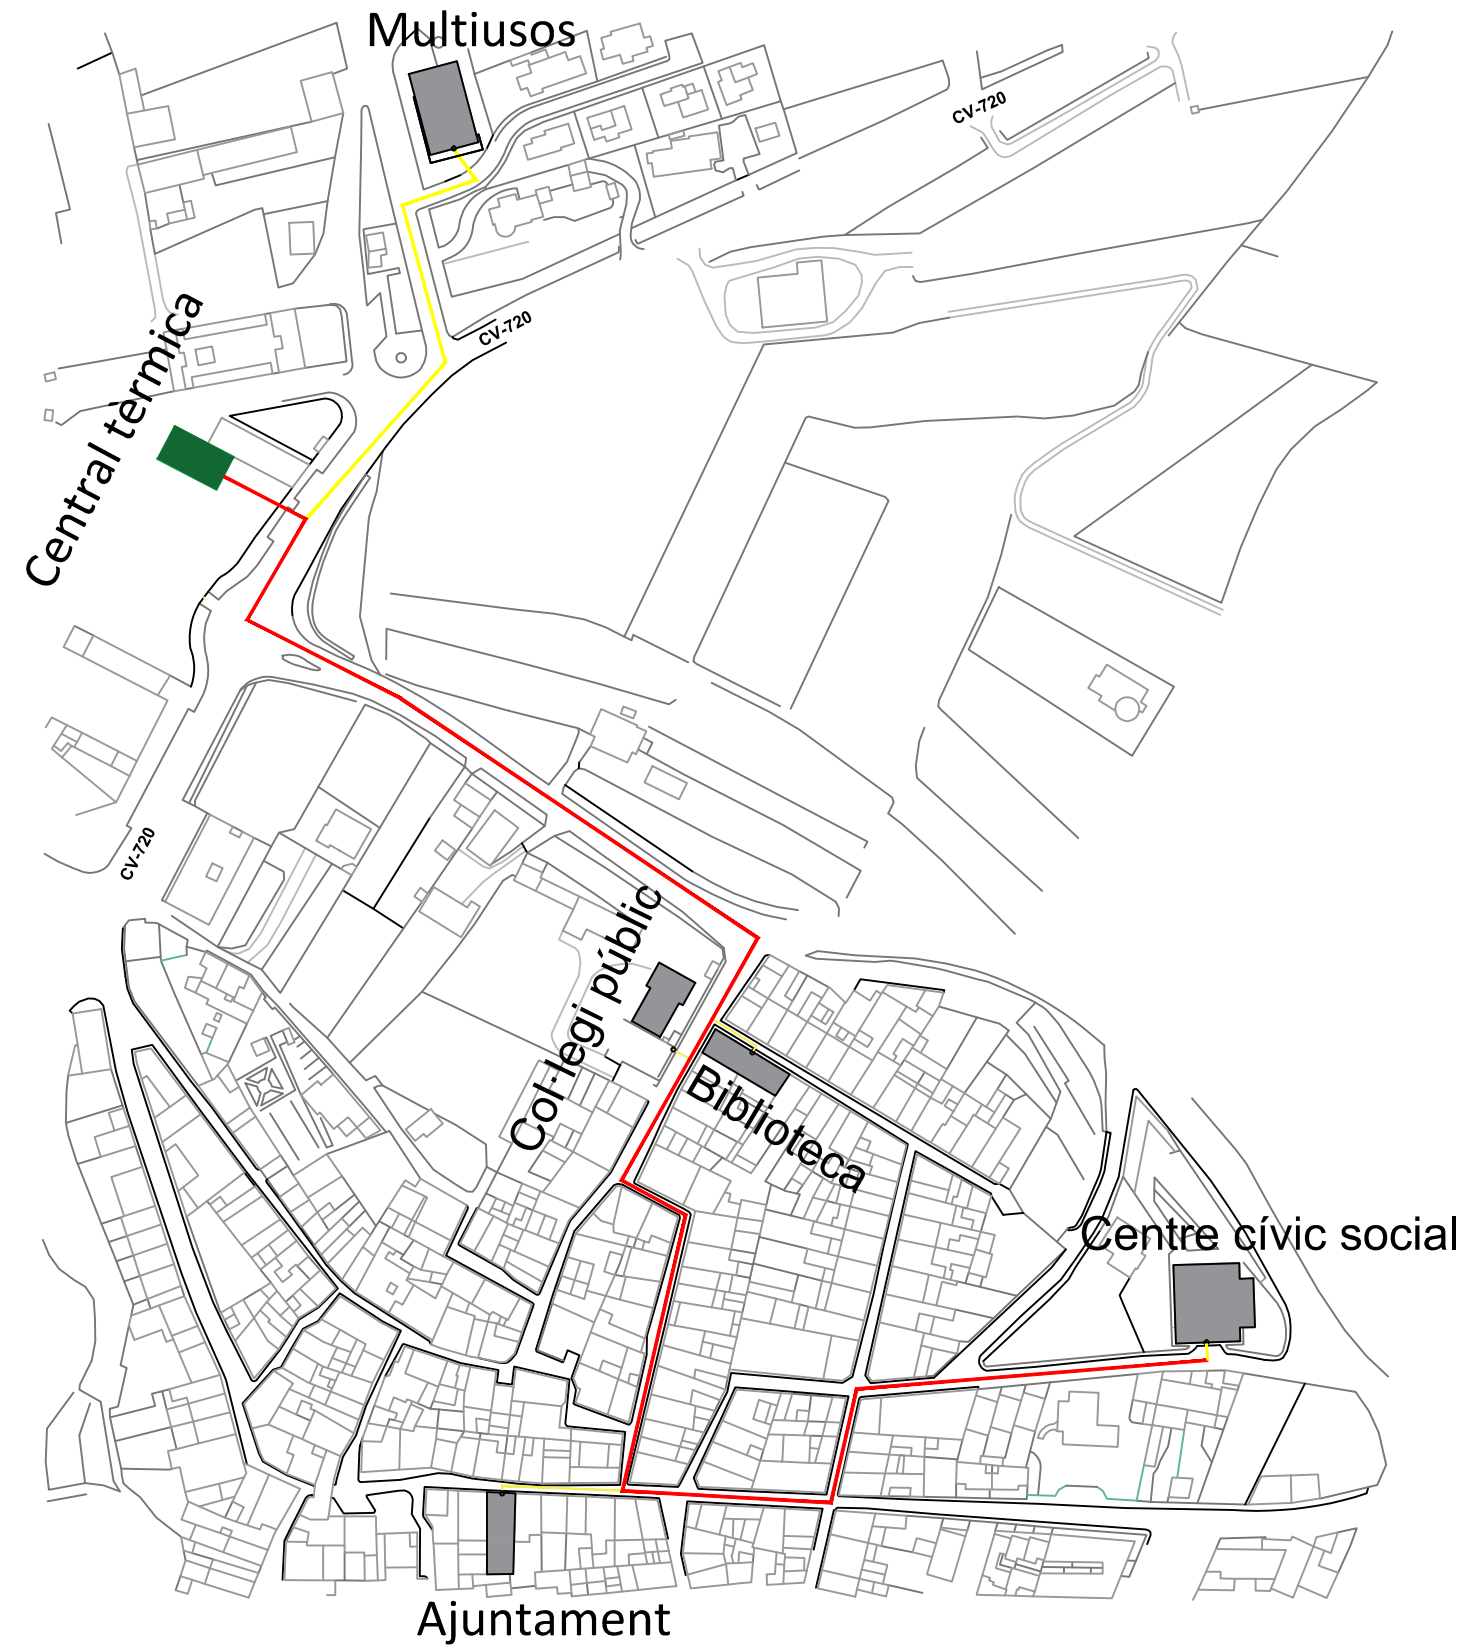 Multiusos
CV-720
CV-720
Central tèrmica
CV-720
Col·legi públic
Biblioteca
Centre cívic social
Ajuntament